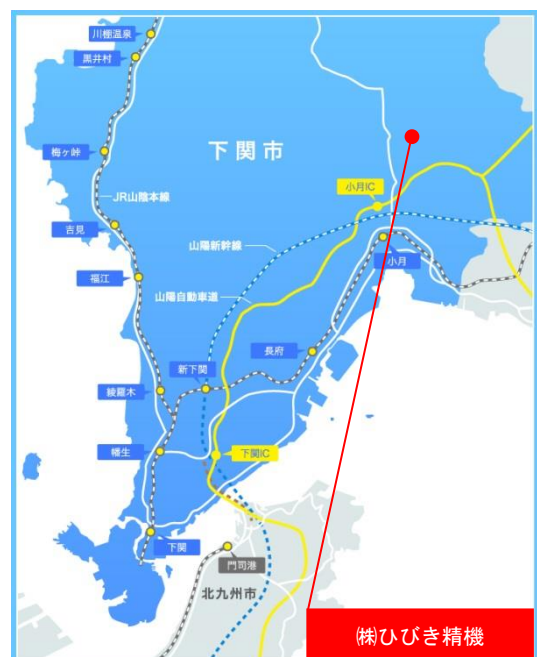 川棚温泉
黒井村
下関市
梅ヶ峠
小月IC
JR山陰本線
吉見
山陽新幹線
小月
福江
山陽自動車道
長府
新下関
綾羅木
幡生
下関IC
下関
門司港
北九州市
㈱ひびき精機